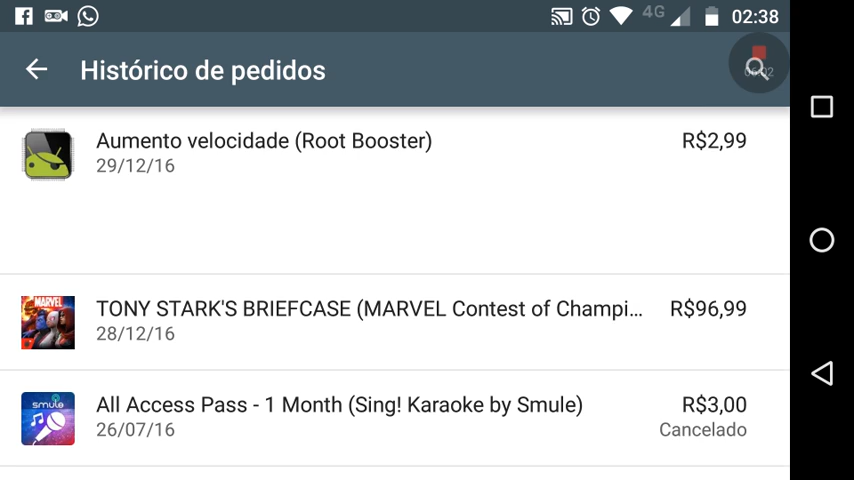 4G 02:38
Histórico de pedidos
06:02
Aumento velocidade (Root Booster) R$2,99
29/12/16
MARVEL
TONY STARK'S BRIEFCASE (MARVEL Contest of Champi... R$96,99
28/12/16
smule
All Access Pass - 1 Month (Sing! Karaoke by Smule) R$3,00
26/07/16 Cancelado